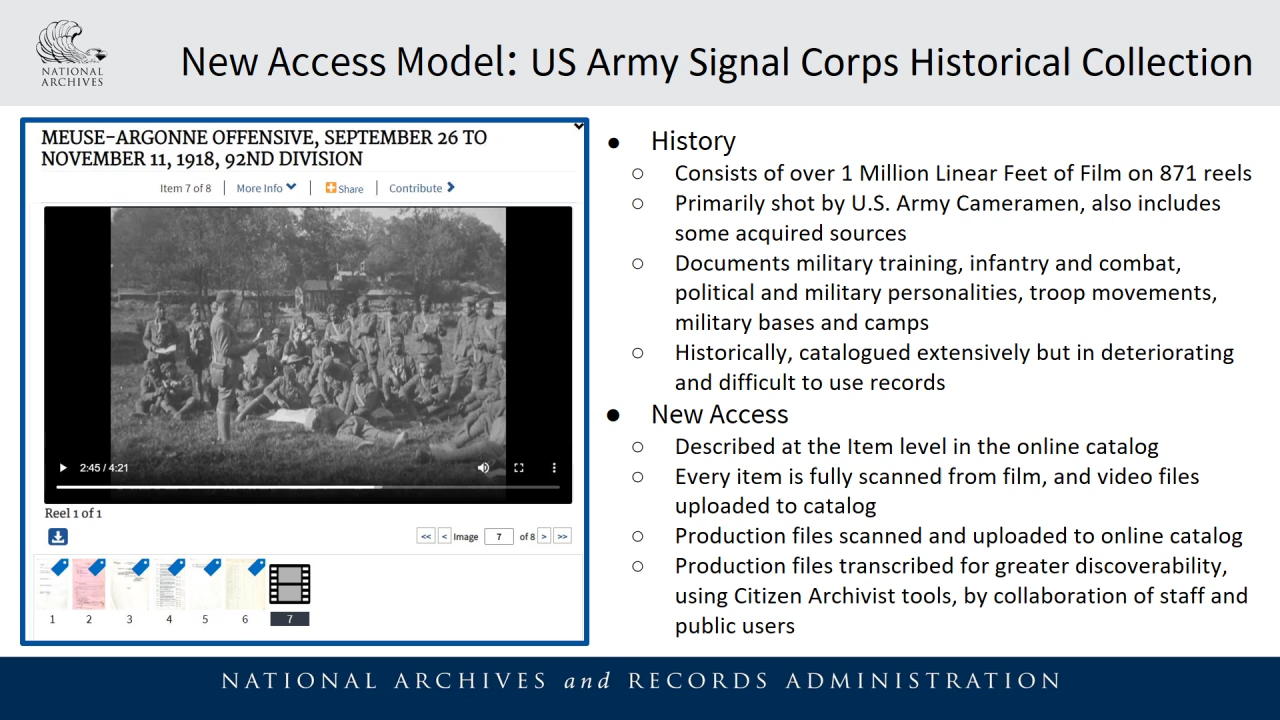 NATIONAL
ARCHIVES
New Access Model: US Army Signal Corps Historical Collection
MEUSE-ARGONNE OFFENSIVE, SEPTEMBER 26 TO
NOVEMBER 11, 1918, 92ND DIVISION
Item 7 of 8 | More Info | Share | Contribute
2:45 / 4:21
Reel 1 of 1
<< < Image 7 of 8 > >>
1 2 3 4 5 6 7
● History
○ Consists of over 1 Million Linear Feet of Film on 871 reels
○ Primarily shot by U.S. Army Cameramen, also includes
some acquired sources
○ Documents military training, infantry and combat,
political and military personalities, troop movements,
military bases and camps
○ Historically, catalogued extensively but in deteriorating
and difficult to use records
● New Access
○ Described at the Item level in the online catalog
○ Every item is fully scanned from film, and video files
uploaded to catalog
○ Production files scanned and uploaded to online catalog
○ Production files transcribed for greater discoverability,
using Citizen Archivist tools, by collaboration of staff and
public users
NATIONAL ARCHIVES and RECORDS ADMINISTRATION